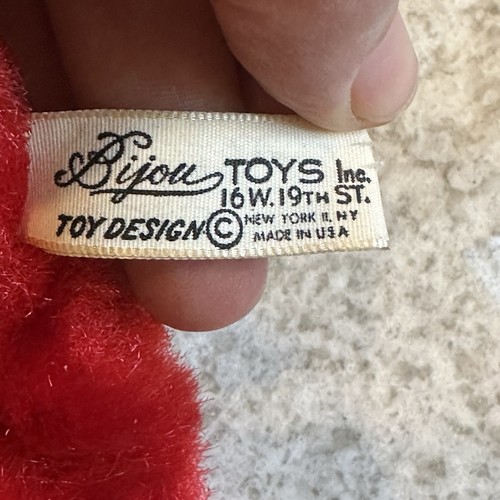 Bijou TOYS Inc.
16 W. 19TH ST.
TOY DESIGN © NEW YORK 11, NY
MADE IN USA